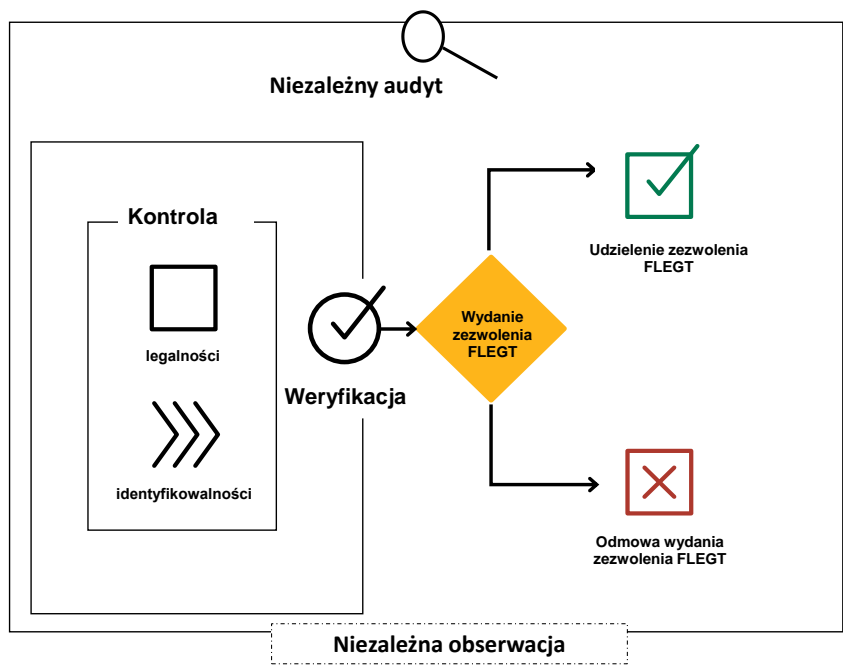 Niezależny audyt
Kontrola
legalności
identyfikowalności
Weryfikacja
Wydanie
zezwolenia
FLEGT
Udzielenie zezwolenia
FLEGT
Odmowa wydania
zezwolenia FLEGT
Niezależna obserwacja